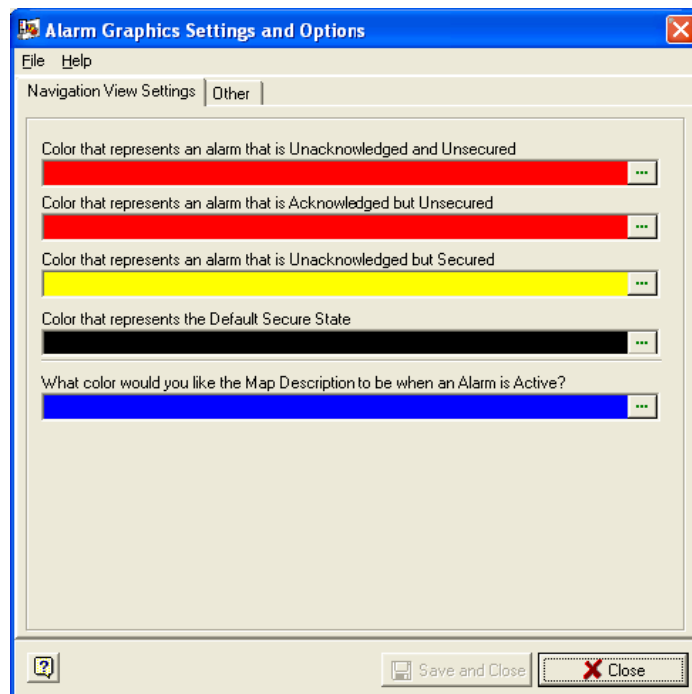 Alarm Graphics Settings and Options
File Help
Navigation View Settings Other
Color that represents an alarm that is Unacknowledged and Unsecured
...
Color that represents an alarm that is Acknowledged but Unsecured
...
Color that represents an alarm that is Unacknowledged but Secured
...
Color that represents the Default Secure State
...
What color would you like the Map Description to be when an Alarm is Active?
...
? Save and Close Close